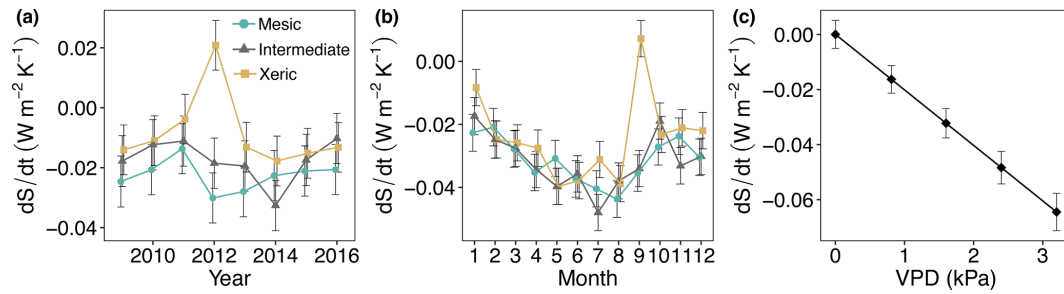 (a)
dS/dt (W m−2 K−1)
0.02
0.00
−0.02
−0.04
Mesic
Intermediate
Xeric
2010 2012 2014 2016
Year
(b)
dS/dt (W m−2 K−1)
0.00
−0.02
−0.04
1 2 3 4 5 6 7 8 9 10 11 12
Month
(c)
dS/dt (W m−2 K−1)
0.00
−0.02
−0.04
−0.06
0 1 2 3
VPD (kPa)